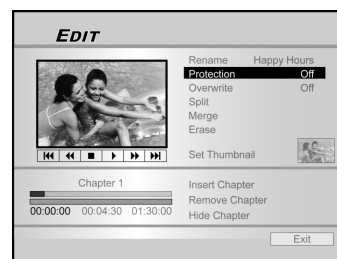 EDIT
Rename Happy Hours
Protection Off
Overwrite Off
Split
Merge
Erase
Set Thumbnail
Chapter 1
00:00:00 00:04:30 01:30:00
Insert Chapter
Remove Chapter
Hide Chapter
Exit